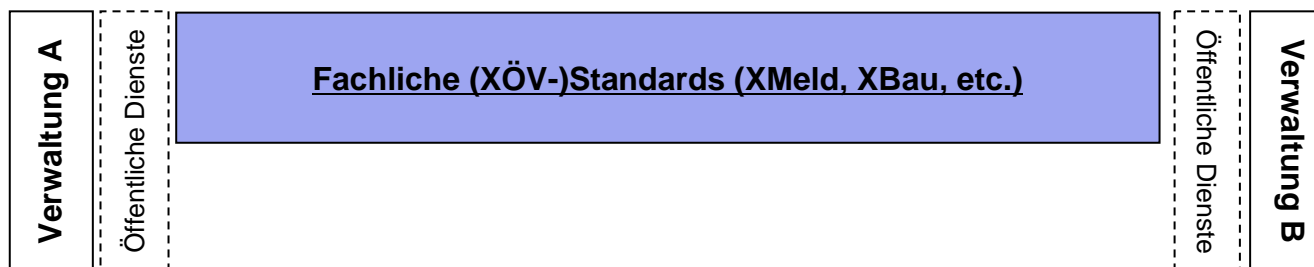 Verwaltung A
Öffentliche Dienste
Fachliche (XÖV-)Standards (XMeld, XBau, etc.)
Öffentliche Dienste
Verwaltung B